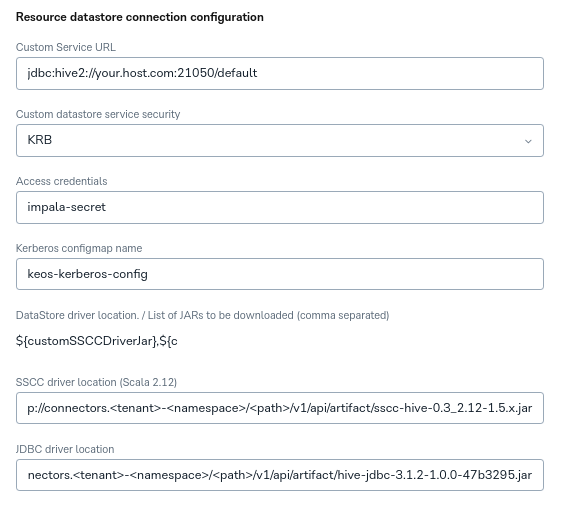 Resource datastore connection configuration
Custom Service URL
jdbc:hive2://your.host.com:21050/default
Custom datastore service security
KRB
Access credentials
impala-secret
Kerberos configmap name
keos-kerberos-config
DataStore driver location. / List of JARs to be downloaded (comma separated)
${customSSCCDriverJar},${c
SSCC driver location (Scala 2.12)
p://connectors.<tenant>-<namespace>/<path>/v1/api/artifact/sscc-hive-0.3_2.12-1.5.x.jar
JDBC driver location
nectors.<tenant>-<namespace>/<path>/v1/api/artifact/hive-jdbc-3.1.2-1.0.0-47b3295.jar